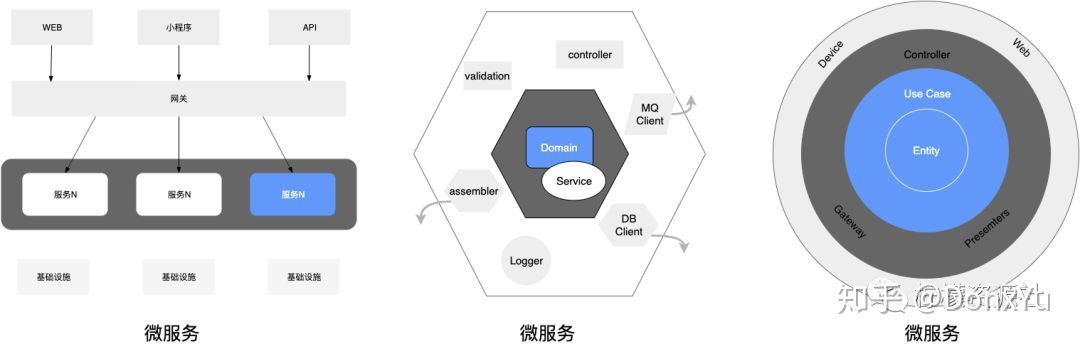 WEB
小程序
API
网关
服务N
服务N
服务N
基础设施
基础设施
基础设施
微服务
controller
validation
MQ
Client
Domain
Service
assembler
DB
Client
Logger
微服务
Device
Web
Controller
Use Case
Entity
Gateway
Presemters
知乎 @DonxYu
微服务